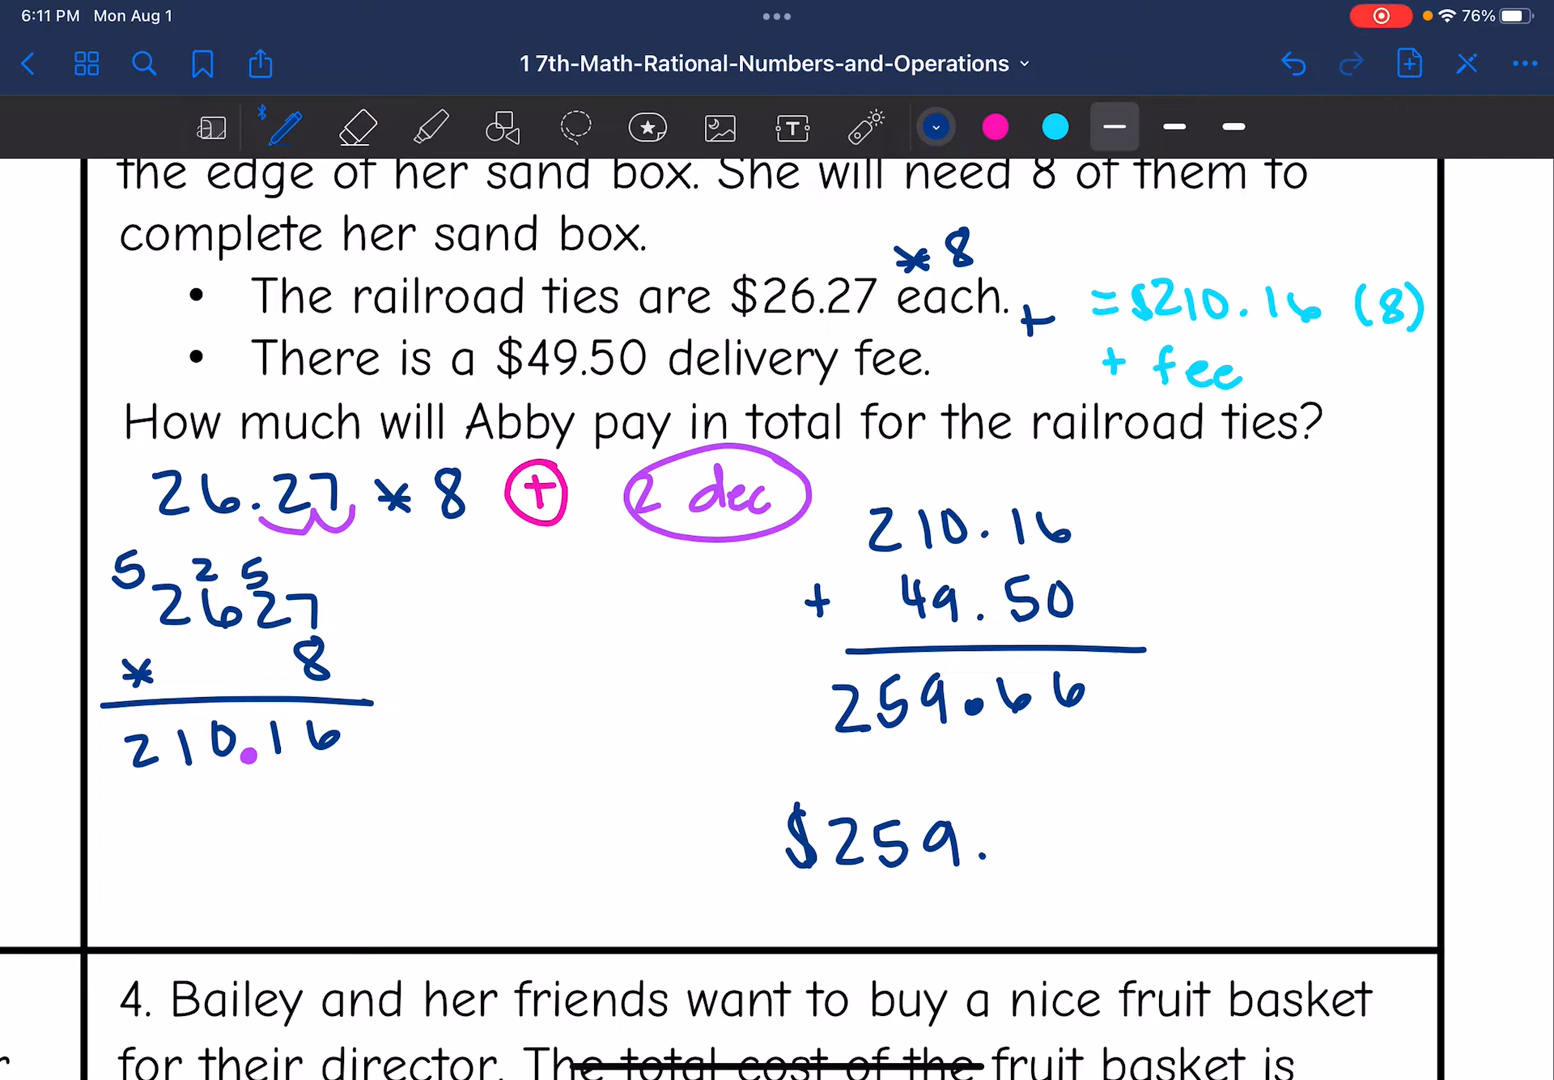 6:11 PM Mon Aug 1
76%
1 7th-Math-Rational-Numbers-and-Operations
T
the edge of her sand box. She will need 8 of them to
complete her sand box.
* 8
• The railroad ties are $26.27 each. + = $210.16 (8)
• There is a $49.50 delivery fee. + fee
How much will Abby pay in total for the railroad ties?
26.27 * 8 + 2 dec
210.16
+ 49.50
259.66
5 2 5
2627
* 8
210.16
$259.
4. Bailey and her friends want to buy a nice fruit basket
for their director. The total cost of the fruit basket is